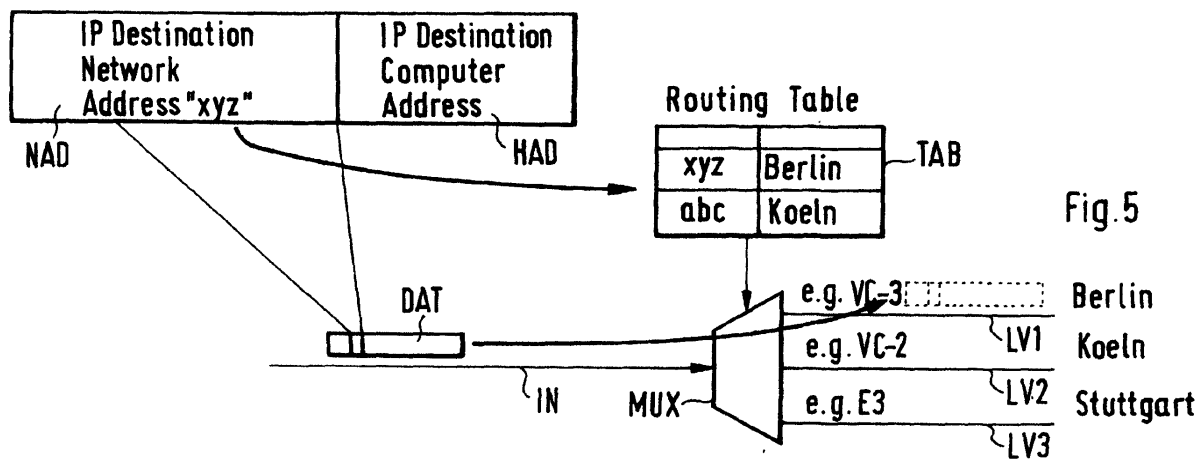 IP Destination
Network
Address "xyz"
IP Destination
Computer
Address
NAD
HAD
Routing Table
xyz Berlin
abc Koeln
TAB
Fig.5
DAT
e.g. VC-3
Berlin
LV1
Koeln
e.g. VC-2
IN
MUX
LV2
e.g. E3
Stuttgart
LV3